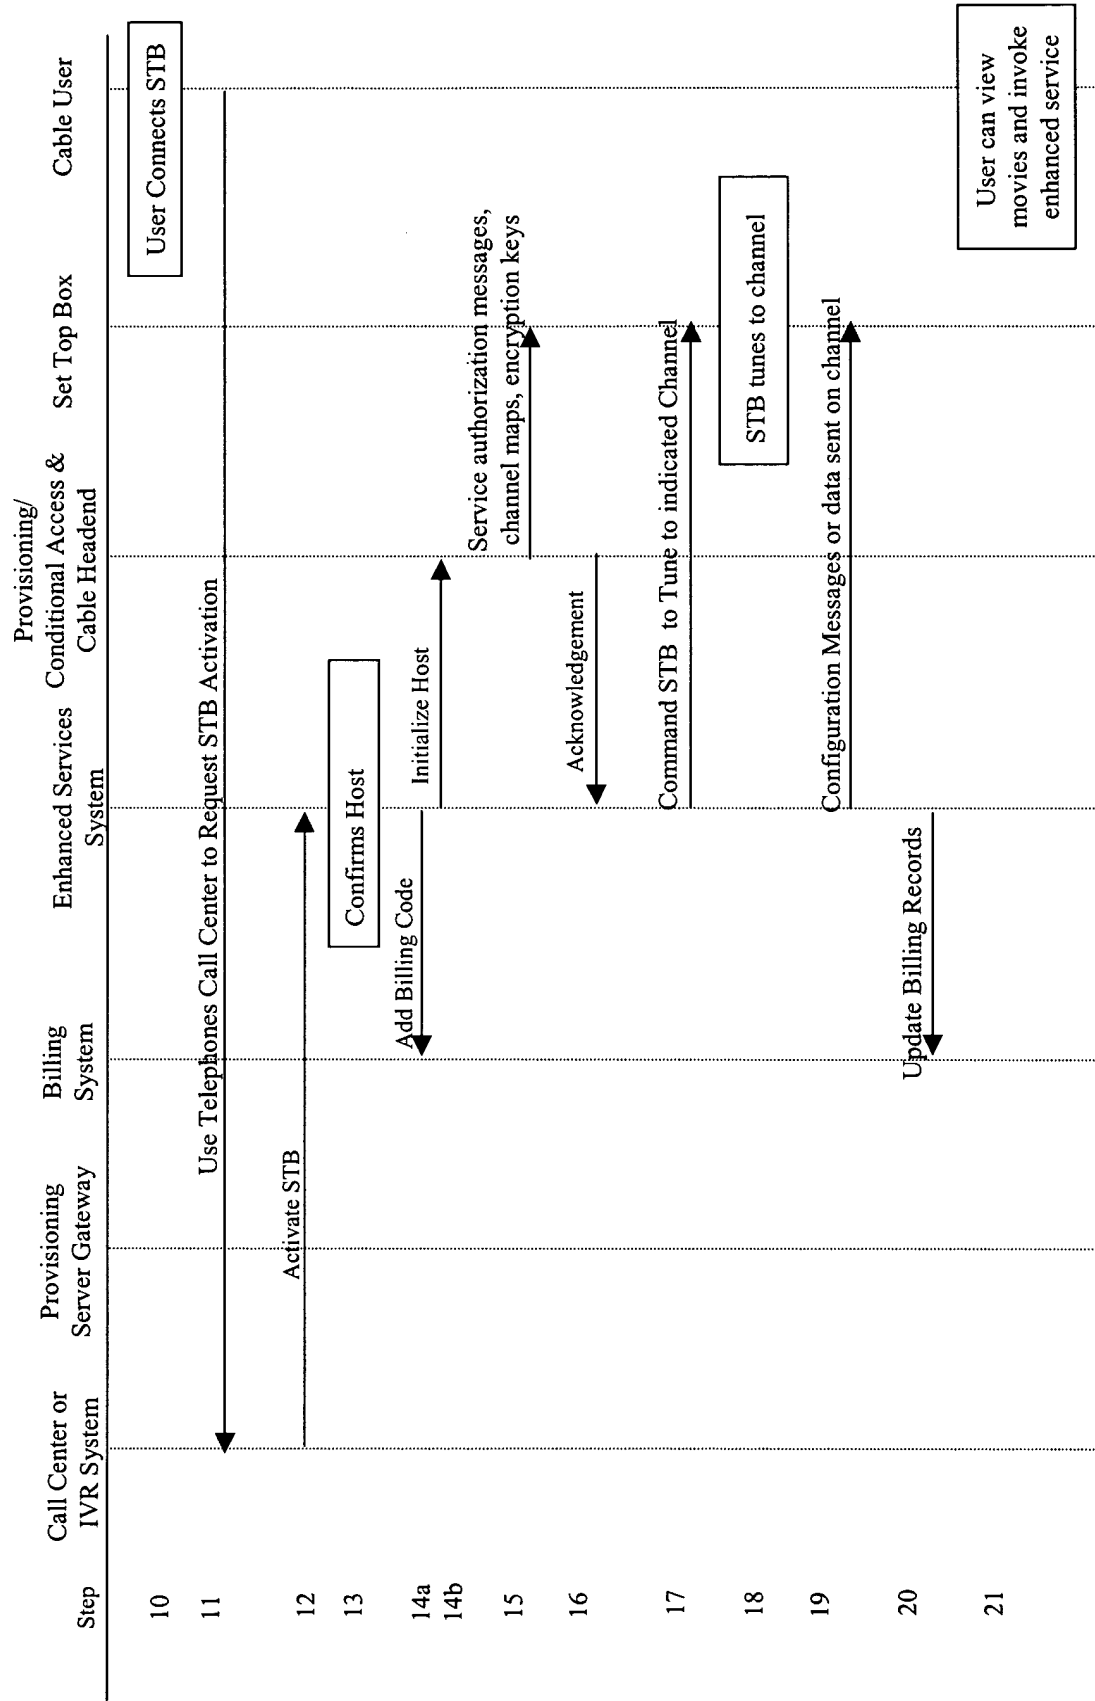 Step
Call Center or
IVR System
Provisioning
Server Gateway
Billing
System
Enhanced Services
System
Provisioning/
Conditional Access &
Cable Headend
Set Top Box
Cable User
10
User Connects STB
11
Use Telephones Call Center to Request STB Activation
12
Activate STB
13
Confirms Host
14a
Add Billing Code
14b
Initialize Host
15
Service authorization messages,
channel maps, encryption keys
16
Acknowledgement
17
Command STB to Tune to indicated Channel
18
STB tunes to channel
19
Configuration Messages or data sent on channel
20
Update Billing Records
21
User can view
movies and invoke
enhanced service